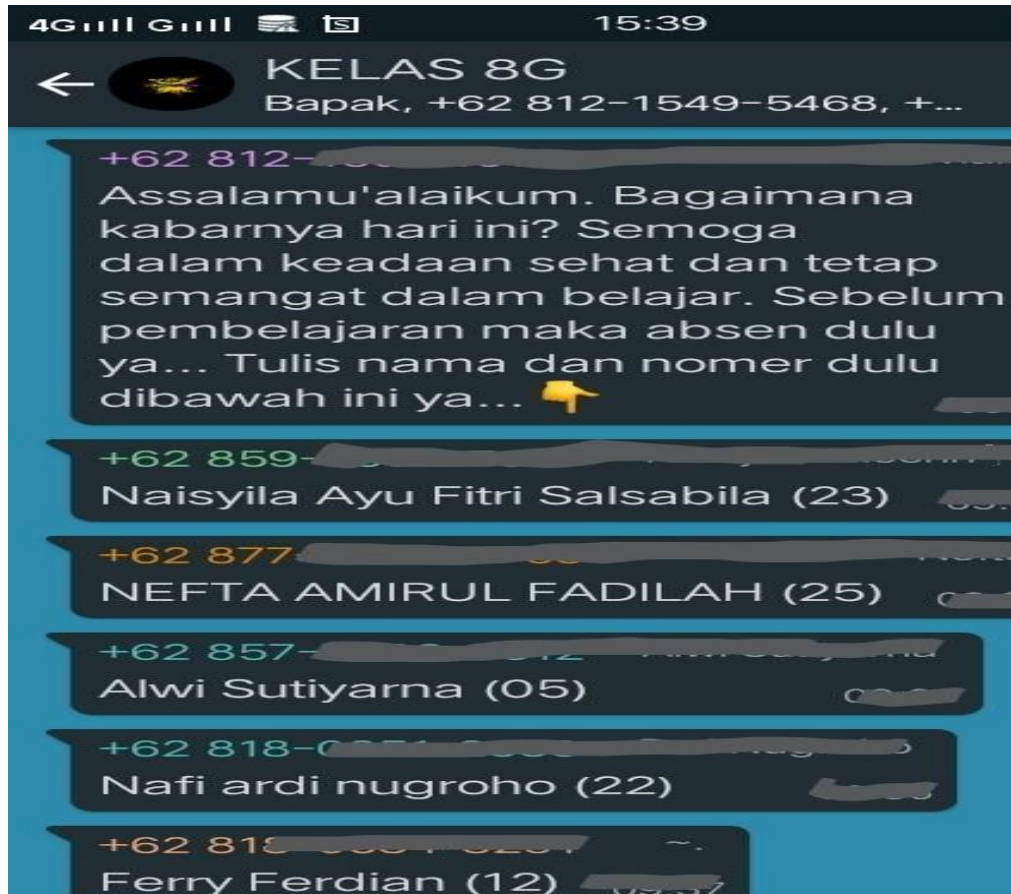 4G G 15:39
KELAS 8G
Bapak, +62 812-1549-5468, +...
+62 812-
Assalamu'alaikum. Bagaimana
kabarnya hari ini? Semoga
dalam keadaan sehat dan tetap
semangat dalam belajar. Sebelum
pembelajaran maka absen dulu
ya... Tulis nama dan nomer dulu
dibawah ini ya... 👇
+62 859-
Naisyila Ayu Fitri Salsabila (23)
+62 877-
NEFTA AMIRUL FADILAH (25)
+62 857-
Alwi Sutiyarna (05)
+62 818-
Nafi ardi nugroho (22)
+62 818-
Ferry Ferdian (12)